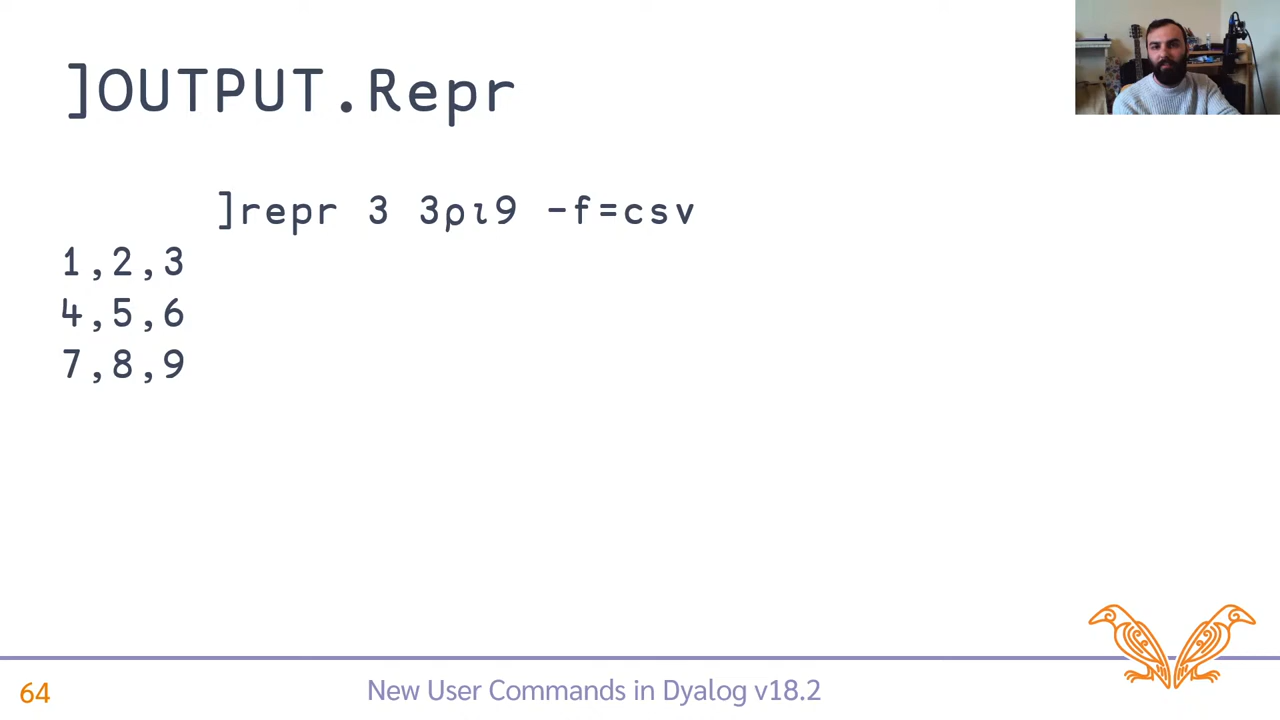 ]OUTPUT.Repr
]repr 3 3⍴⍳9 -f=csv
1,2,3
4,5,6
7,8,9
64
New User Commands in Dyalog v18.2